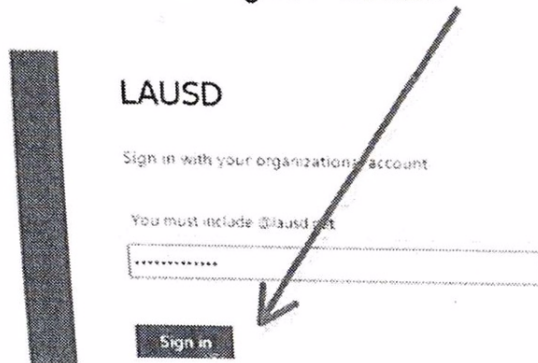 LAUSD
Sign in with your organizational account
You must include @lausd.net
•••••••••••••
Sign in